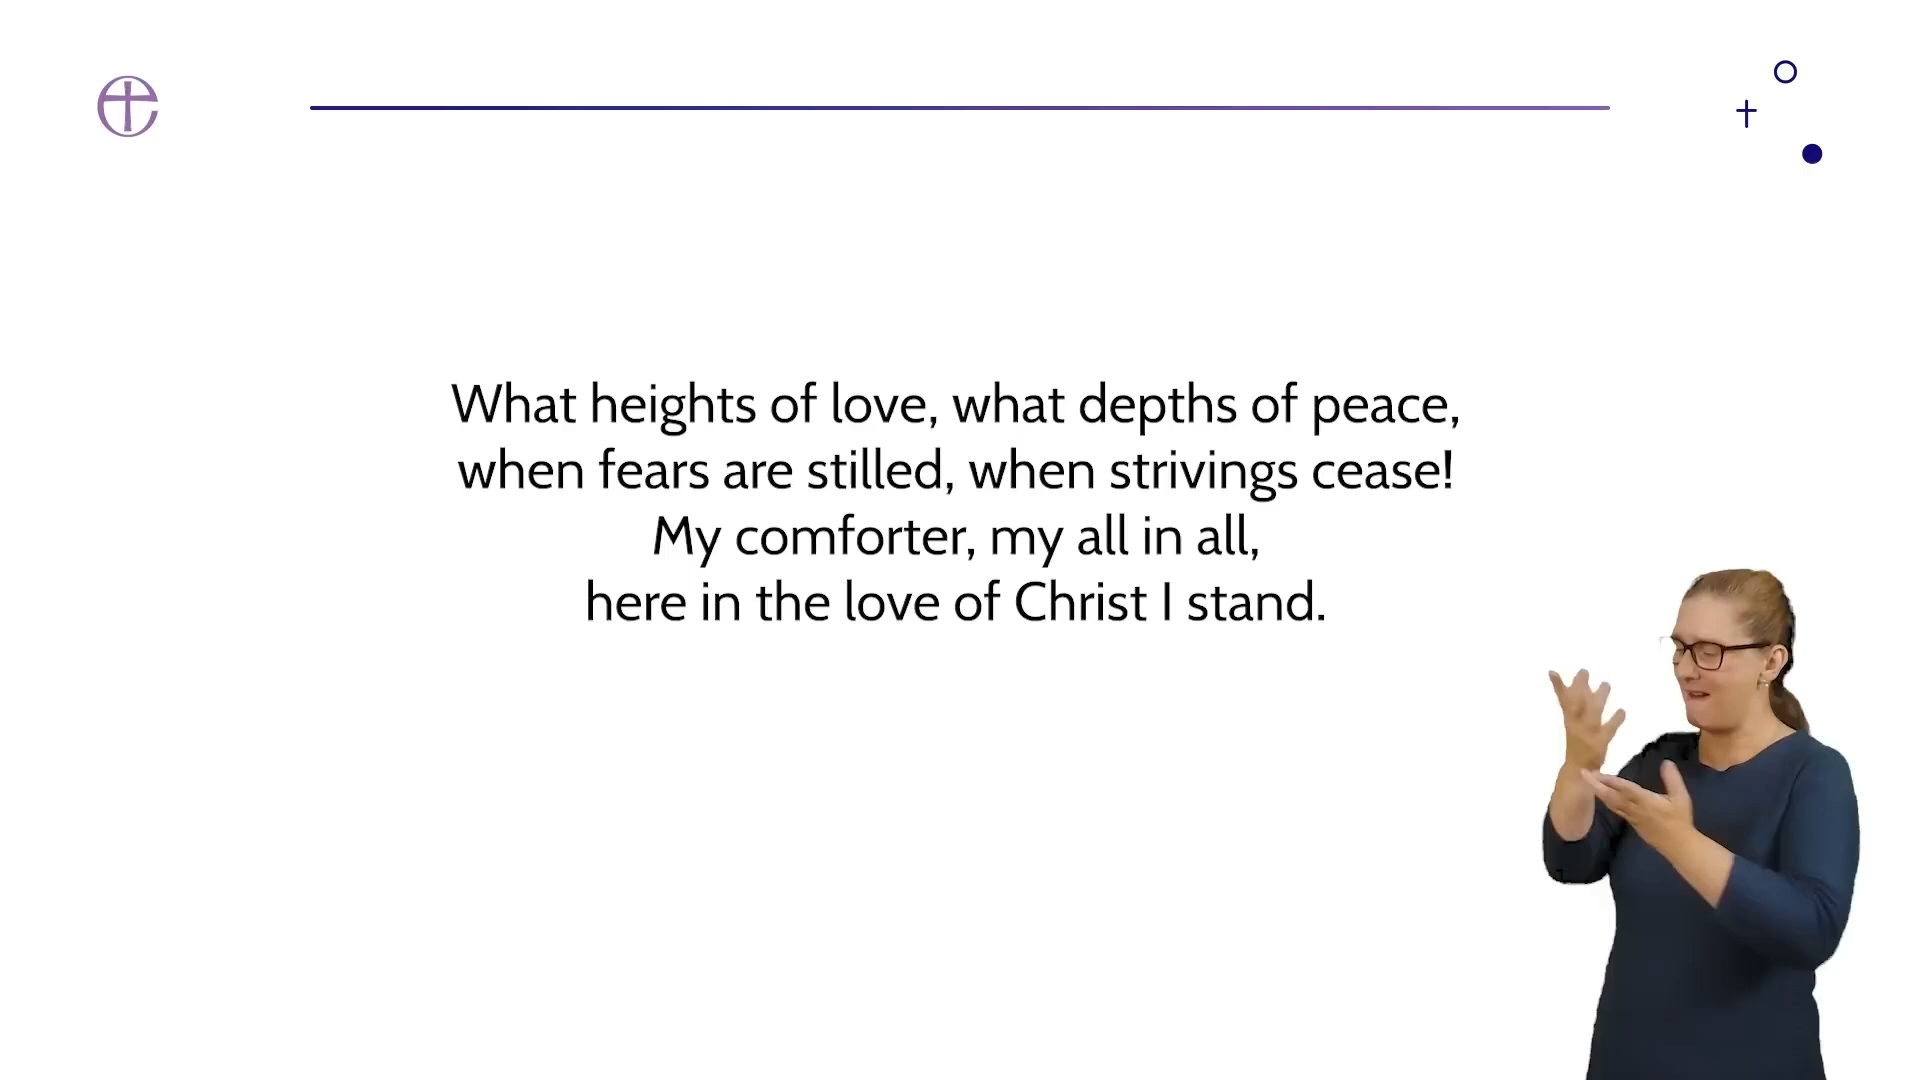 What heights of love, what depths of peace,
when fears are stilled, when strivings cease!
My comforter, my all in all,
here in the love of Christ I stand.